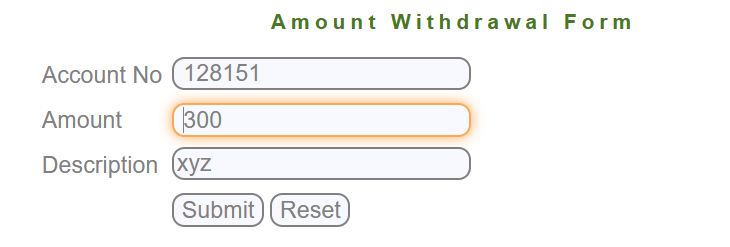 Amount Withdrawal Form
Account No 128151
Amount 300
Description xyz
Submit Reset